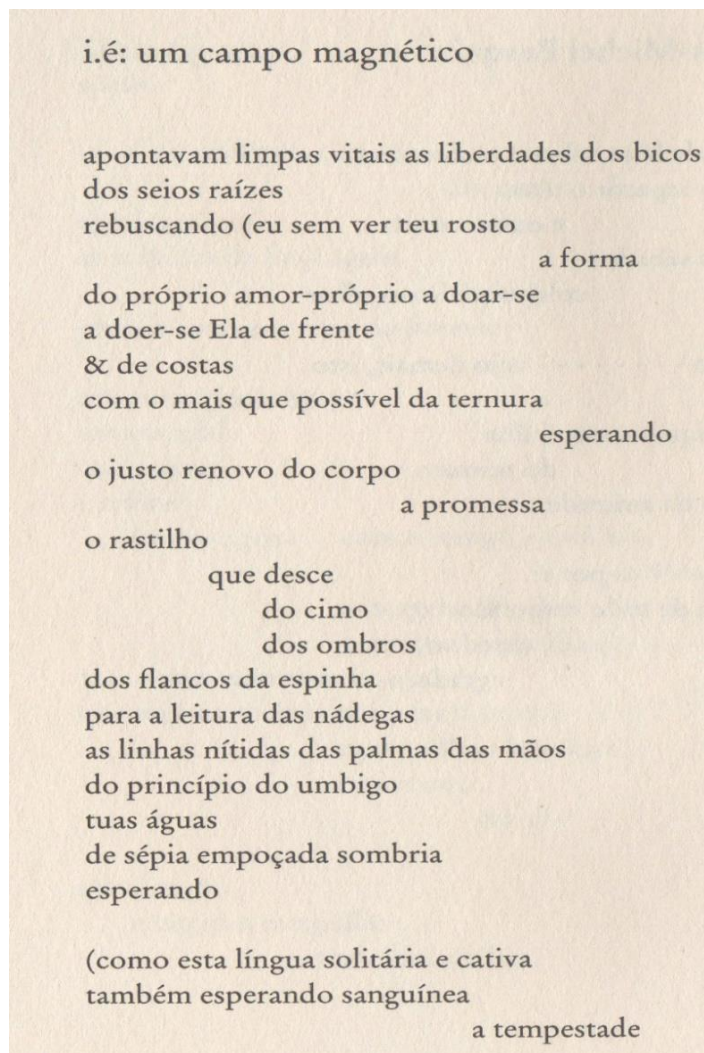 i.é: um campo magnético
apontavam limpas vitais as liberdades dos bicos
dos seios raízes
rebuscando (eu sem ver teu rosto
a forma
do próprio amor-próprio a doar-se
a doer-se Ela de frente
& de costas
com o mais que possível da ternura
esperando
o justo renovo do corpo
a promessa
o rastilho
que desce
do cimo
dos ombros
dos flancos da espinha
para a leitura das nádegas
as linhas nítidas das palmas das mãos
do princípio do umbigo
tuas águas
de sépia empoçada sombria
esperando
(como esta língua solitária e cativa
também esperando sanguínea
a tempestade